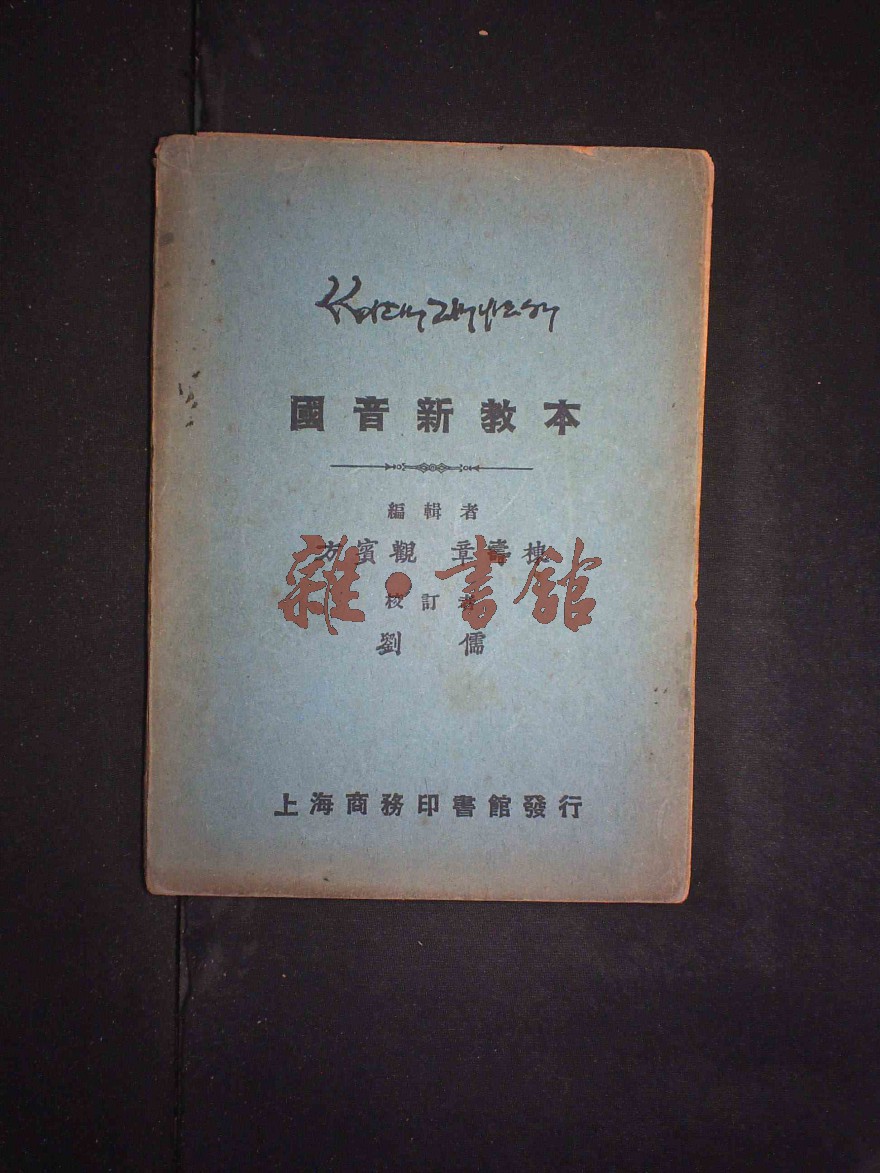 國音新教本
編輯者
方賓觀 章壽棟
校訂者
劉儒
上海商務印書館發行
雜·書館